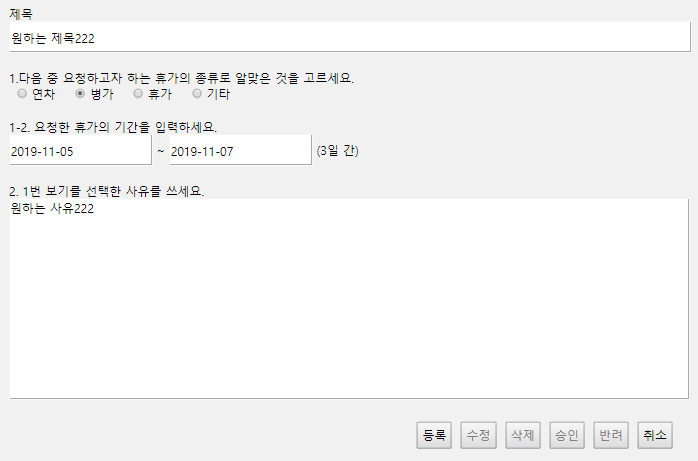 제목
원하는 제목222
1.다음 중 요청하고자 하는 휴가의 종류로 알맞은 것을 고르세요.
연차 병가 휴가 기타
1-2. 요청한 휴가의 기간을 입력하세요.
2019-11-05 ~ 2019-11-07 (3일 간)
2. 1번 보기를 선택한 사유를 쓰세요.
원하는 사유222
등록 수정 삭제 승인 반려 취소